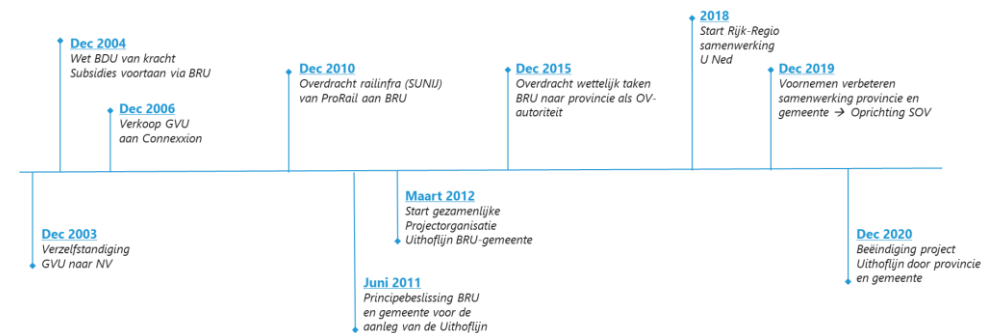 Dec 2004
Wet BDU van kracht
Subsidies voortaan via BRU
Dec 2006
Verkoop GVU
aan Connexxion
Dec 2010
Overdracht railinfra (SUNIJ)
van ProRail aan BRU
Dec 2015
Overdracht wettelijk taken
BRU naar provincie als OV-
autoriteit
2018
Start Rijk-Regio
samenwerking
U Ned
Dec 2019
Voornemen verbeteren
samenwerking provincie en
gemeente → Oprichting SOV
Dec 2003
Verzelfstandiging
GVU naar NV
Juni 2011
Principebeslissing BRU
en gemeente voor de
aanleg van de Uithoflijn
Maart 2012
Start gezamenlijke
Projectorganisatie
Uithoflijn BRU-gemeente
Dec 2020
Beëindiging project
Uithoflijn door provincie
en gemeente